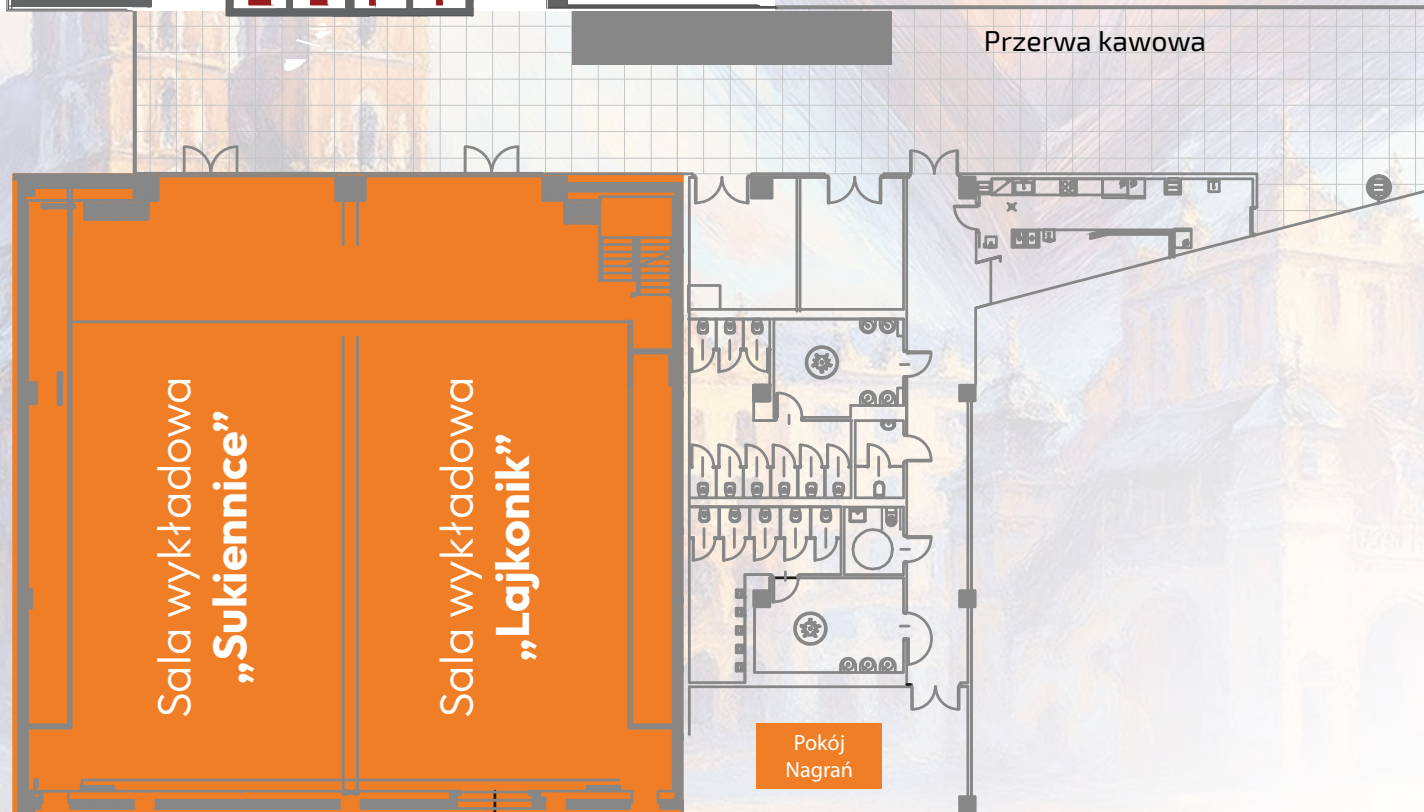 Przerwa kawowa
Sala wykładowa
„Sukiennice”
Sala wykładowa
„Lajkonik”
Pokój
Nagrań